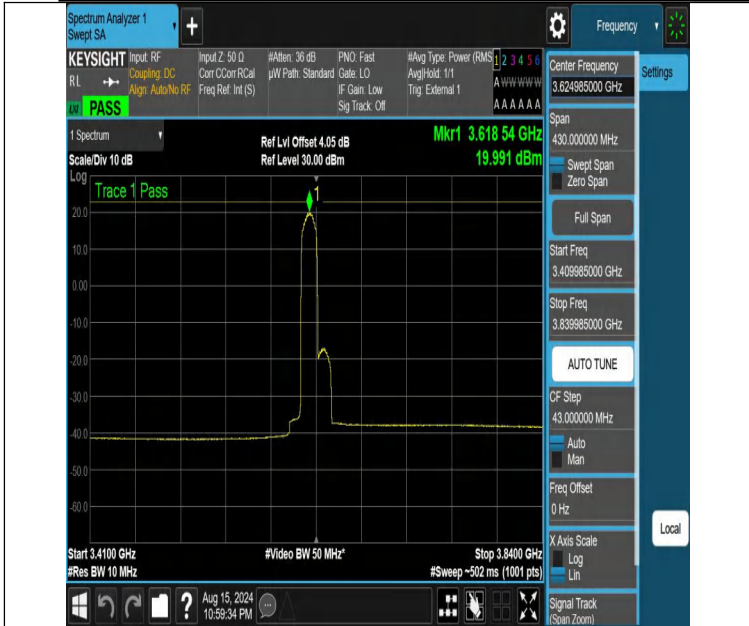 Spectrum Analyzer 1
Swept SA
+
Frequency
KEYSIGHT
RL
PASS
Input: RF
Coupling: DC
Align: Auto/No RF
Input Z: 50 Ω
Corr CCorr RCal
Freq Ref: Int (S)
#Atten: 36 dB
µW Path: Standard
PNO: Fast
Gate: LO
IF Gain: Low
Sig Track: Off
#Avg Type: Power (RMS
Avg|Hold: 1/1
Trig: External 1
1 2 3 4 5 6
A W W W W W
A A A A A A
1 Spectrum
Scale/Div 10 dB
Ref Lvl Offset 4.05 dB
Ref Level 30.00 dBm
Mkr1 3.618 54 GHz
19.991 dBm
Log
Trace 1 Pass
1
20.0
10.0
0.00
-10.0
-20.0
-30.0
-40.0
-50.0
-60.0
Start 3.4100 GHz
#Res BW 10 MHz
#Video BW 50 MHz*
Stop 3.8400 GHz
#Sweep ~502 ms (1001 pts)
Center Frequency
3.624985000 GHz
Settings
Span
430.000000 MHz
Swept Span
Zero Span
Full Span
Start Freq
3.409985000 GHz
Stop Freq
3.839985000 GHz
AUTO TUNE
CF Step
43.000000 MHz
Auto
Man
Freq Offset
0 Hz
X Axis Scale
Log
Lin
Signal Track
(Span Zoom)
Local
?
Aug 15, 2024
10:59:34 PM